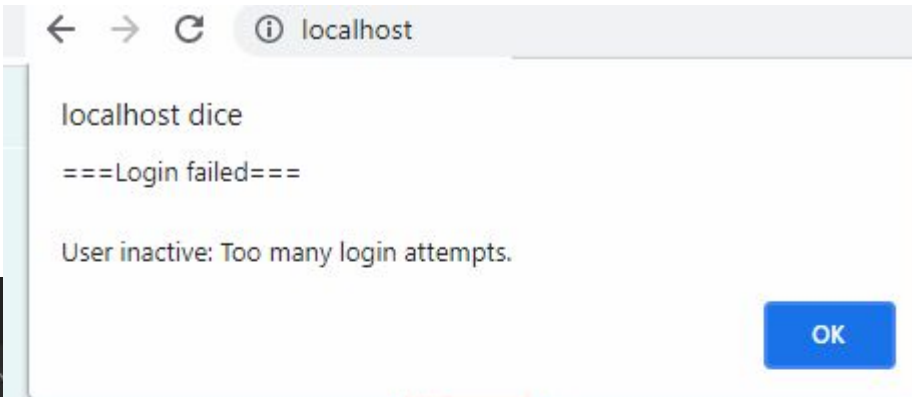 localhost
localhost dice
===Login failed===
User inactive: Too many login attempts.
OK